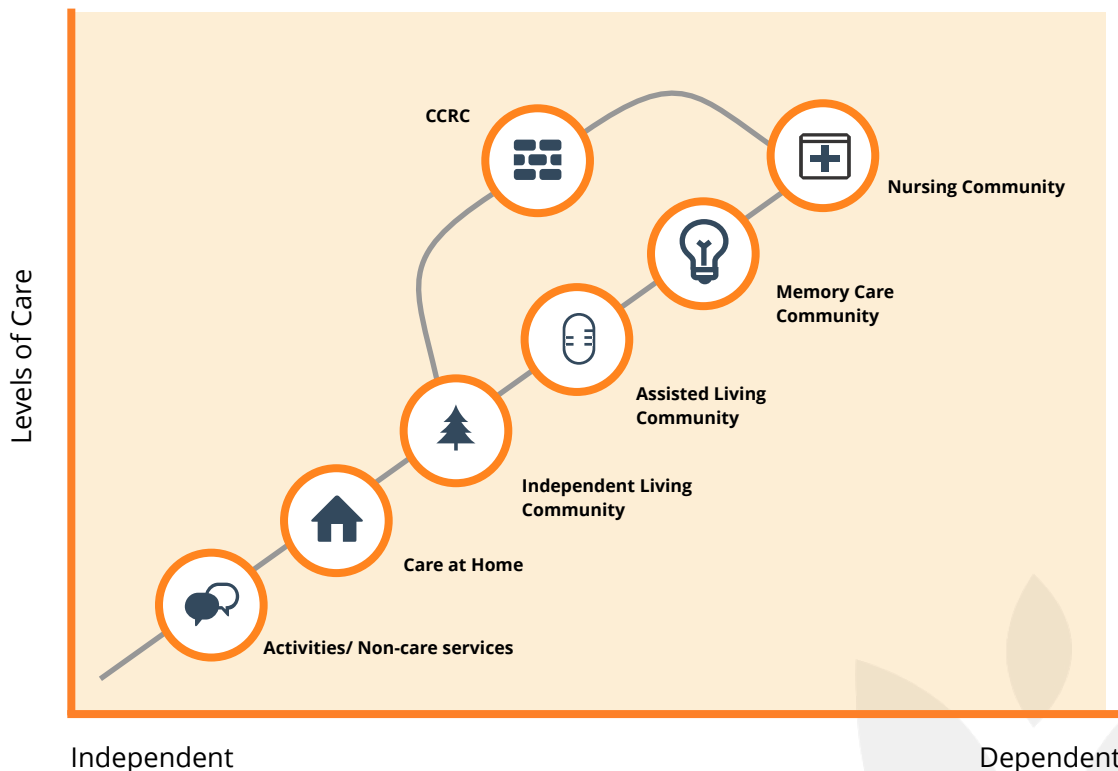 CCRC
Nursing Community
Memory Care
Community
Assisted Living
Community
Independent Living
Community
Care at Home
Activities/ Non-care services
Levels of Care
Independent
Dependent